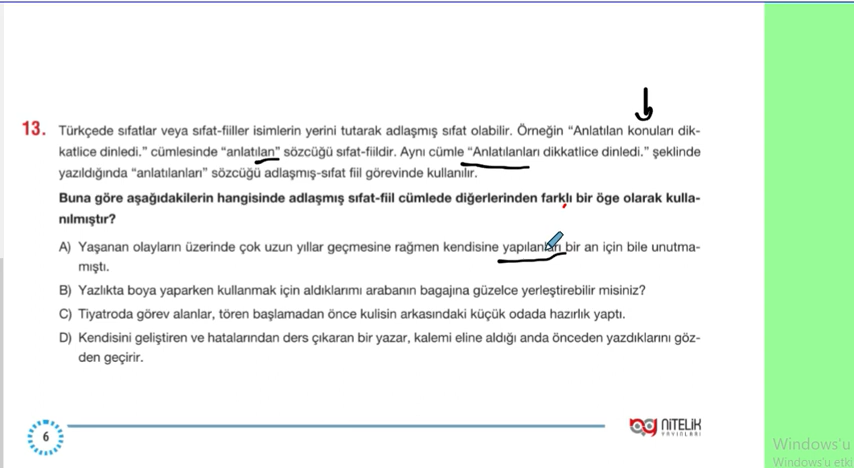 13. Türkçede sıfatlar veya sıfat-fiiller isimlerin yerini tutarak adlaşmış sıfat olabilir. Örneğin “Anlatılan konuları dik-
katlice dinledi.” cümlesinde “anlatılan” sözcüğü sıfat-fiildir. Aynı cümle “Anlatılanları dikkatlice dinledi.” şeklinde
yazıldığında “anlatılanları” sözcüğü adlaşmış-sıfat fiil görevinde kullanılır.
Buna göre aşağıdakilerin hangisinde adlaşmış sıfat-fiil cümlede diğerlerinden farklı bir öge olarak kulla-
nılmıştır?
A) Yaşanan olayların üzerinde çok uzun yıllar geçmesine rağmen kendisine yapılanları bir an için bile unutma-
mıştı.
B) Yazlıkta boya yaparken kullanmak için aldıklarımı arabanın bagajına güzelce yerleştirebilir misiniz?
C) Tiyatroda görev alanlar, tören başlamadan önce kulisin arkasındaki küçük odada hazırlık yaptı.
D) Kendisini geliştiren ve hatalarından ders çıkaran bir yazar, kalemi eline aldığı anda önceden yazdıklarını göz-
den geçirir.
6
NİTELİK
YAYINLARI
Windows'u
Windows'u etki